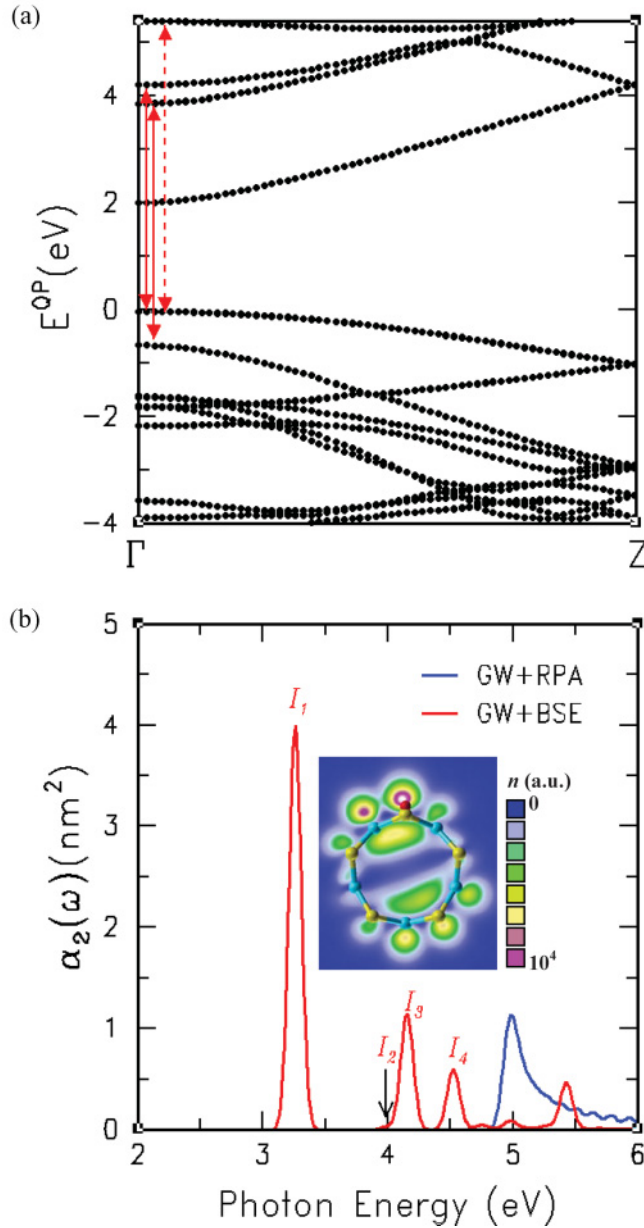 (a)
4
2
0
-2
-4
E^QP(eV)
Γ
Z
(b)
5
4
3
2
1
0
α₂(ω)(nm²)
GW+RPA
GW+BSE
I₁
I₂
I₃
I₄
n (a.u.)
0
10⁴
2
3
4
5
6
Photon Energy (eV)